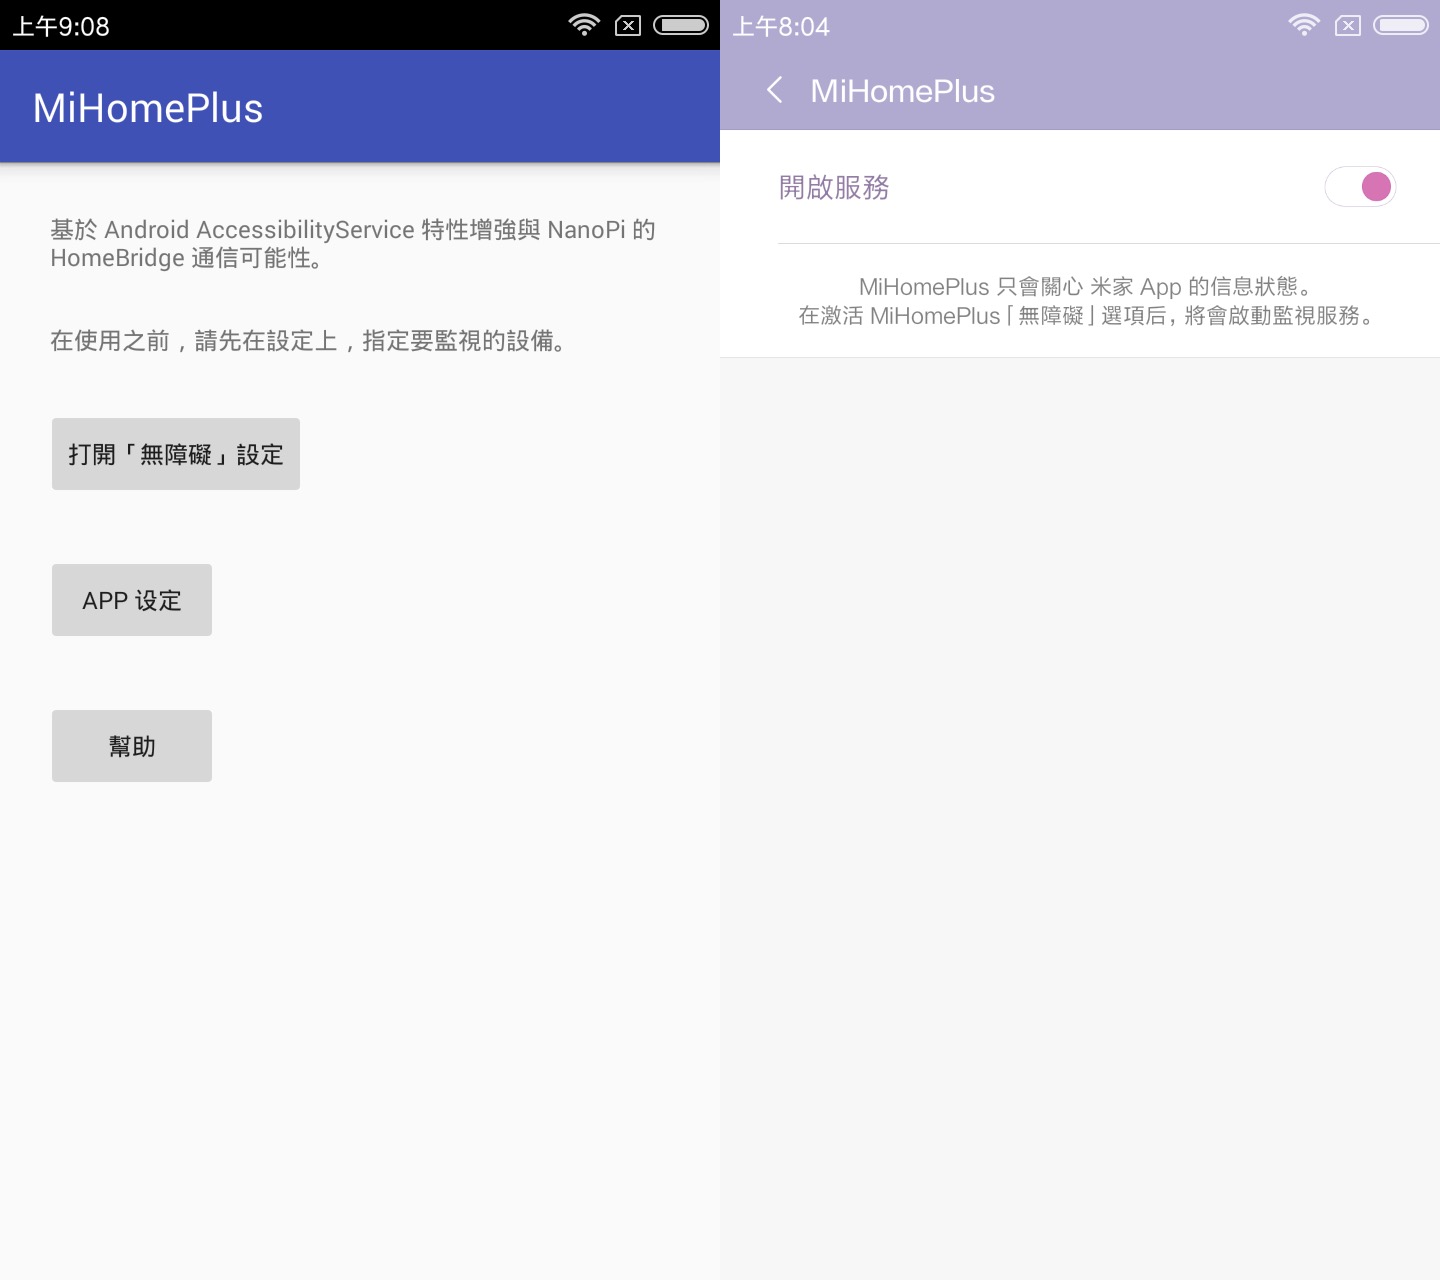 上午9:08
MiHomePlus
基於 Android AccessibilityService 特性增強與 NanoPi 的
HomeBridge 通信可能性。
在使用之前，請先在設定上，指定要監視的設備。
打開「無障礙」設定
APP 设定
幫助
上午8:04
MiHomePlus
開啟服務
MiHomePlus 只會關心 米家 App 的信息狀態。
在激活 MiHomePlus「無障礙」選項后，將會啟動監視服務。